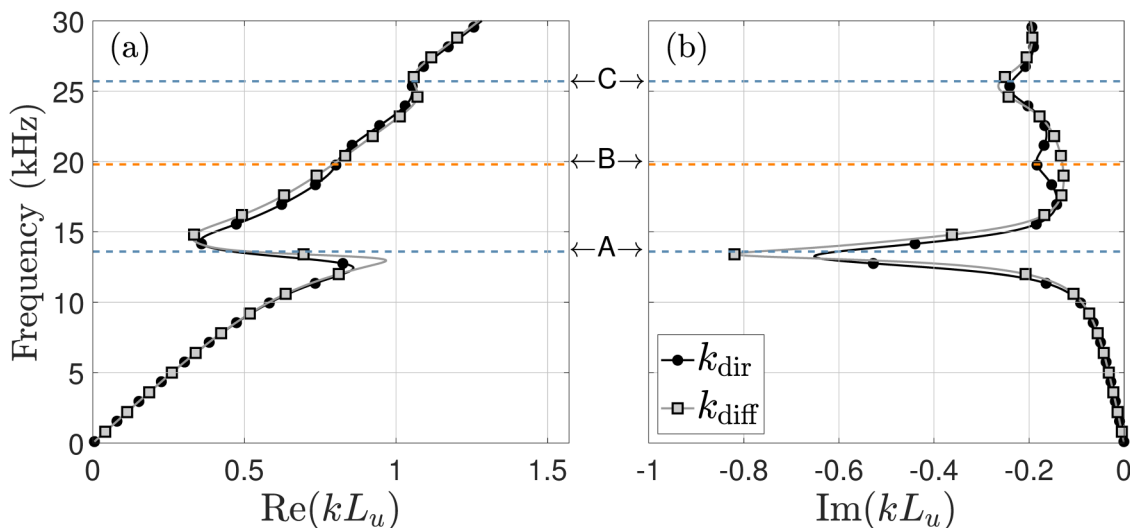 (a)
(b)
30
25
20
15
10
5
0
Frequency (kHz)
←C→
←B→
←A→
k_dir
k_diff
0
0.5
1
1.5
-1
-0.8
-0.6
-0.4
-0.2
0
Re(kL_u)
Im(kL_u)